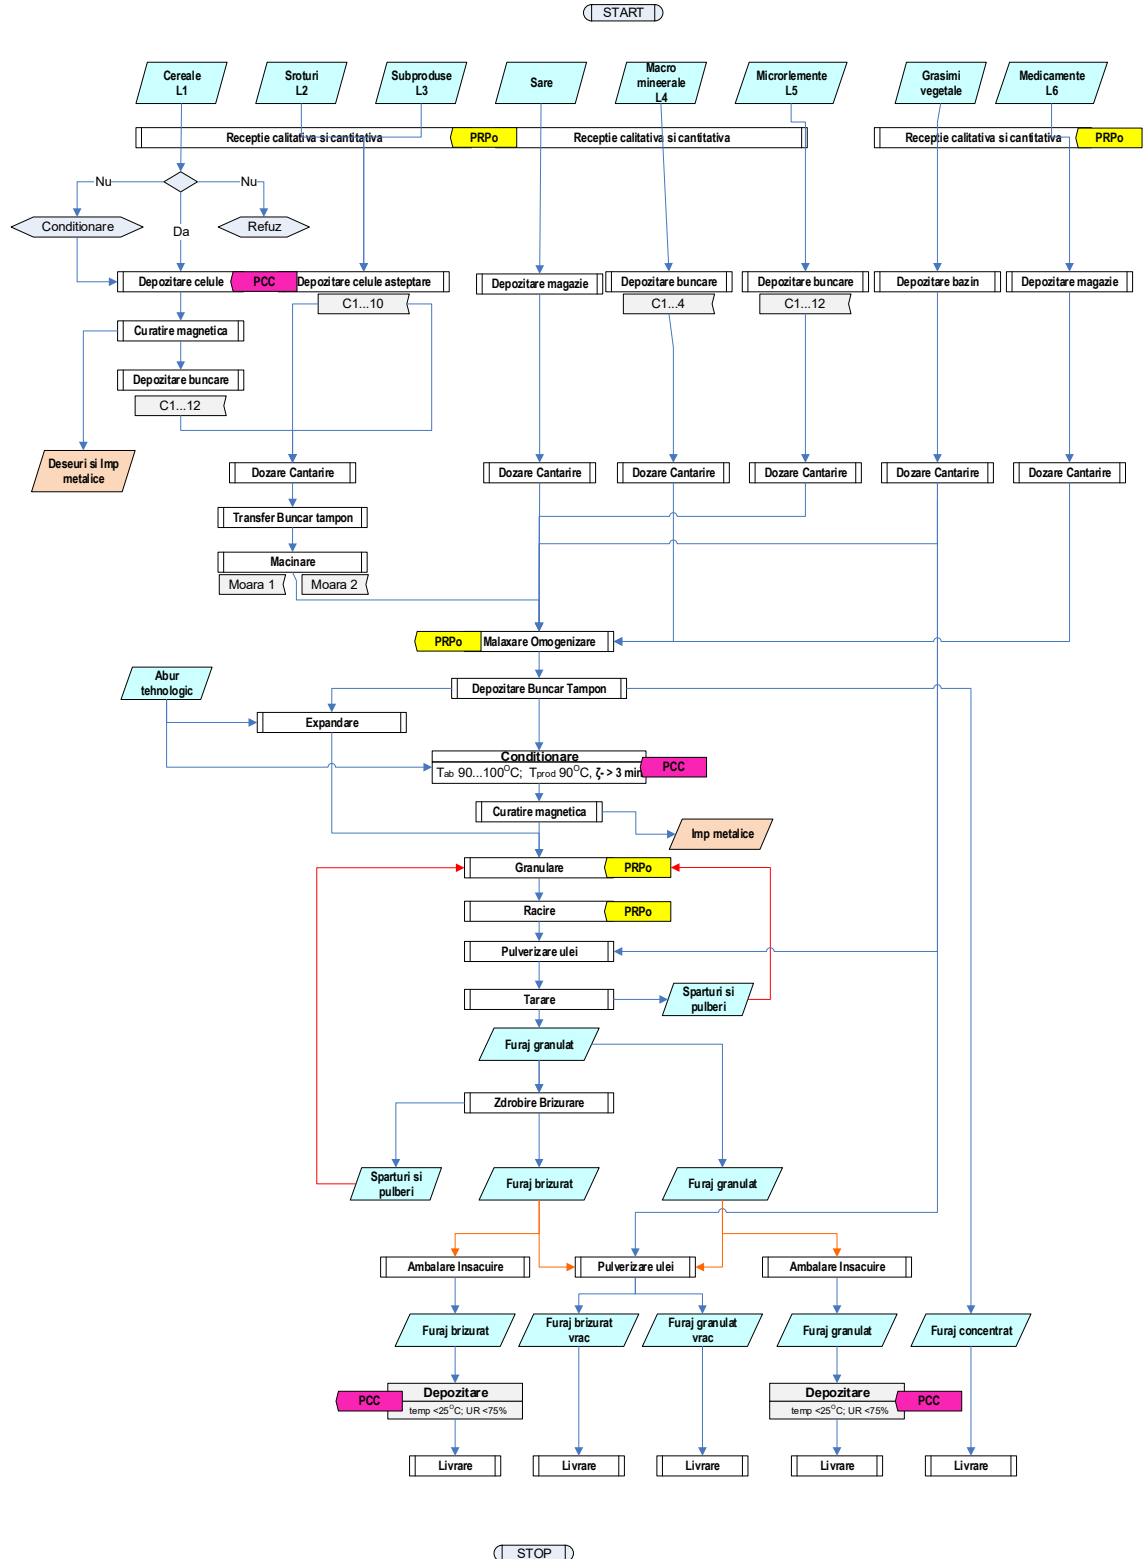 START
Cereale
L1
Sroturi
L2
Subproduse
L3
Sare
Macro
mineerale
L4
Microrlemente
L5
Grasimi
vegetale
Medicamente
L6
Receptie calitativa si cantitativa
PRPo
Receptie calitativa si cantitativa
Receptie calitativa si cantitativa
PRPo
Nu
Nu
Conditionare
Da
Refuz
Depozitare celule
PCC
Depozitare celule asteptare
Depozitare magazie
Depozitare buncare
Depozitare buncare
Depozitare bazin
Depozitare magazie
C1...10
C1...4
C1...12
Curatire magnetica
Depozitare buncare
C1...12
Deseuri si Imp
metalice
Dozare Cantarire
Dozare Cantarire
Dozare Cantarire
Dozare Cantarire
Dozare Cantarire
Dozare Cantarire
Transfer Buncar tampon
Macinare
Moara 1
Moara 2
PRPo
Malaxare Omogenizare
Abur
tehnologic
Depozitare Buncar Tampon
Expandare
Conditionare
Tab 90...100°C; Tprod 90°C, ζ- > 3 min
PCC
Curatire magnetica
Imp metalice
Granulare
PRPo
Racire
PRPo
Pulverizare ulei
Tarare
Sparturi si
pulberi
Furaj granulat
Zdrobire Brizurare
Sparturi si
pulberi
Furaj brizurat
Furaj granulat
Ambalare Insacuire
Pulverizare ulei
Ambalare Insacuire
Furaj brizurat
Furaj brizurat
vrac
Furaj granulat
vrac
Furaj granulat
Furaj concentrat
PCC
Depozitare
temp <25°C; UR <75%
Depozitare
temp <25°C; UR <75%
PCC
Livrare
Livrare
Livrare
Livrare
Livrare
STOP